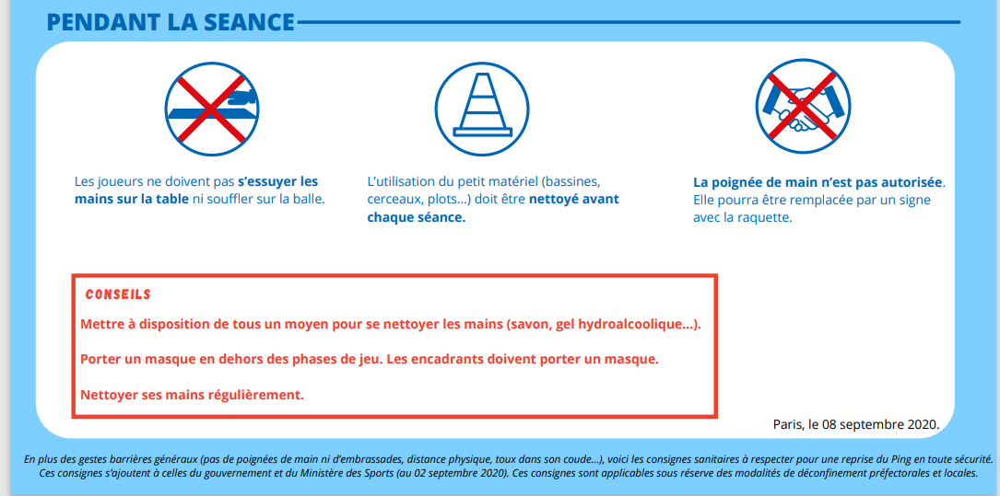 PENDANT LA SEANCE
Les joueurs ne doivent pas s'essuyer les
mains sur la table ni souffler sur la balle.
L'utilisation du petit matériel (bassines,
cerceaux, plots...) doit être nettoyé avant
chaque séance.
La poignée de main n'est pas autorisée.
Elle pourra être remplacée par un signe
avec la raquette.
CONSEILS
Mettre à disposition de tous un moyen pour se nettoyer les mains (savon, gel hydroalcoolique...).
Porter un masque en dehors des phases de jeu. Les encadrants doivent porter un masque.
Nettoyer ses mains régulièrement.
Paris, le 08 septembre 2020.
En plus des gestes barrières généraux (pas de poignées de main ni d'embrassades, distance physique, toux dans son coude...), voici les consignes sanitaires à respecter pour une reprise du Ping en toute sécurité.
Ces consignes s'ajoutent à celles du gouvernement et du Ministère des Sports (au 02 septembre 2020). Ces consignes sont applicables sous réserve des modalités de déconfinement préfectorales et locales.